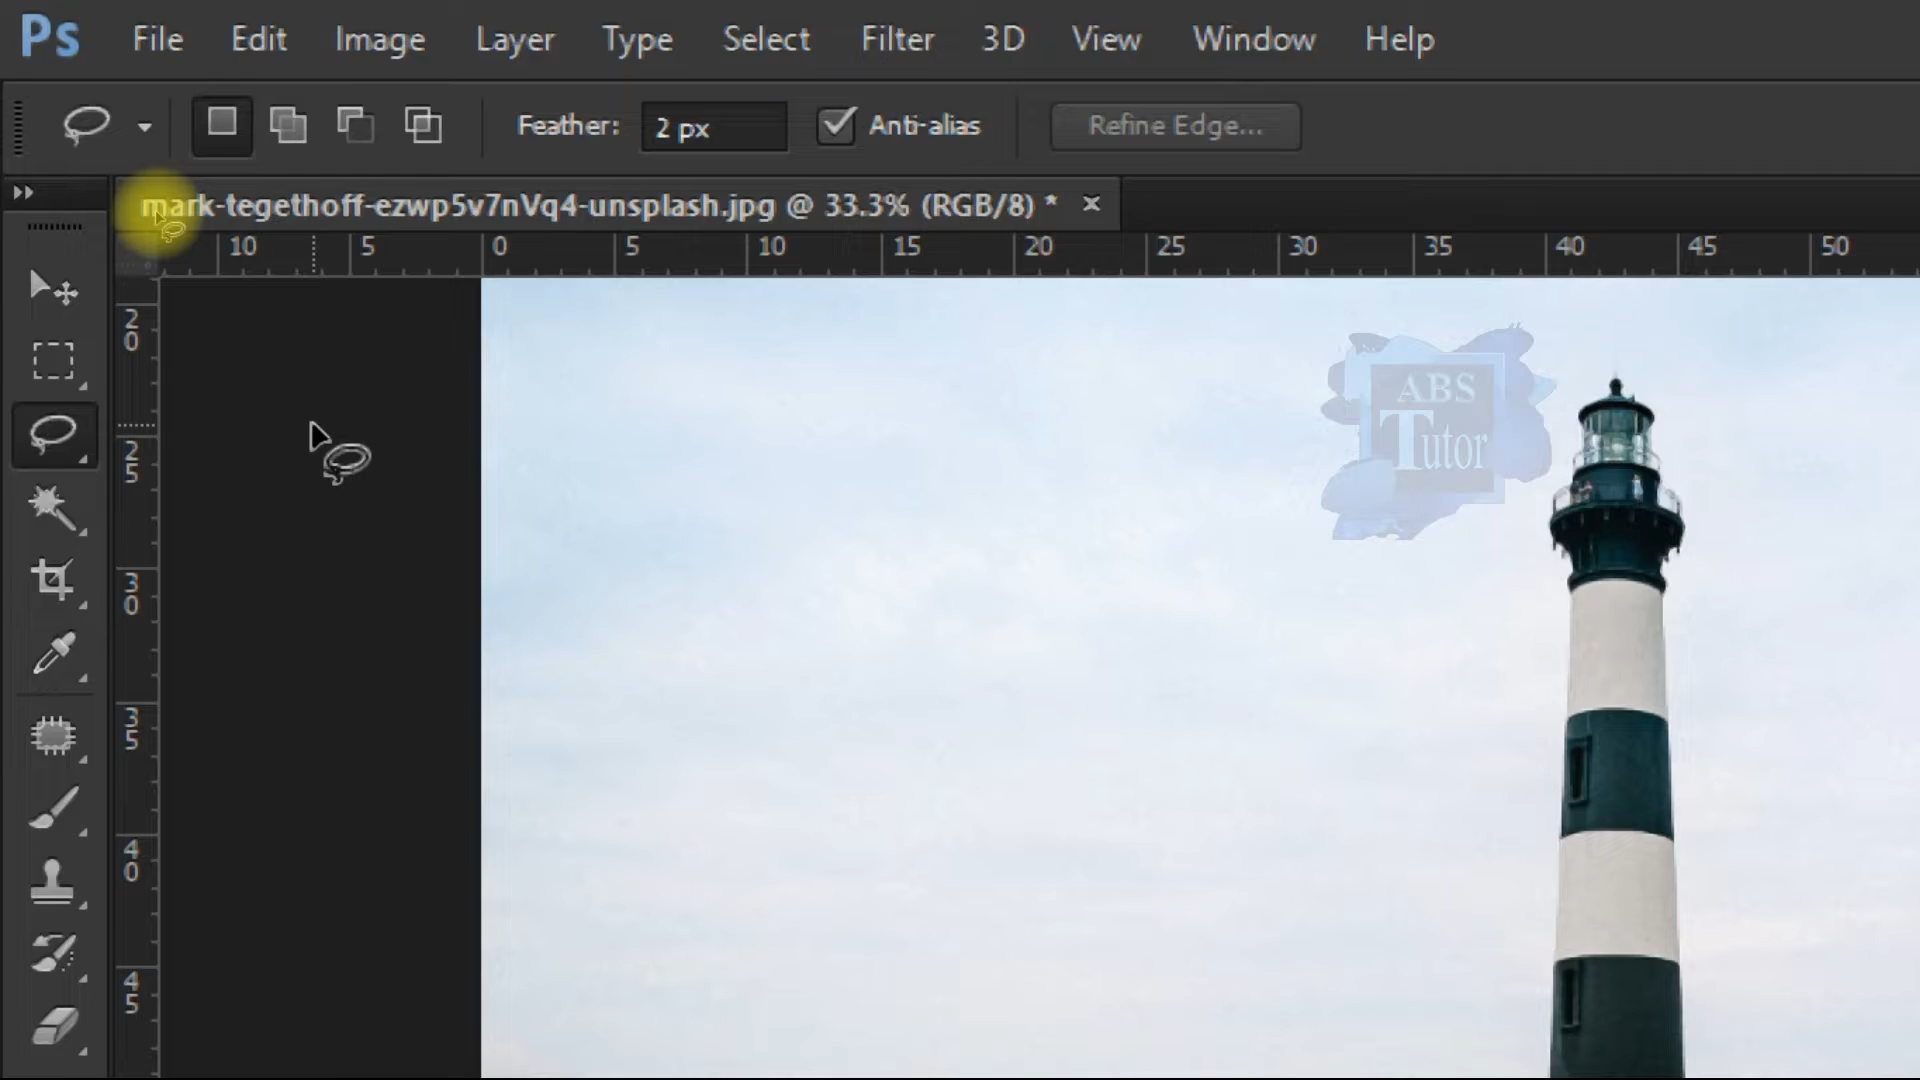 Ps File Edit Image Layer Type Select Filter 3D View Window Help
Feather: 2 px Anti-alias Refine Edge...
mark-tegethoff-ezwp5v7nVq4-unsplash.jpg @ 33.3% (RGB/8) * ×
10 5 0 5 10 15 20 25 30 35 40 45 50
20
25
30
35
40
45
ABS
Tutor